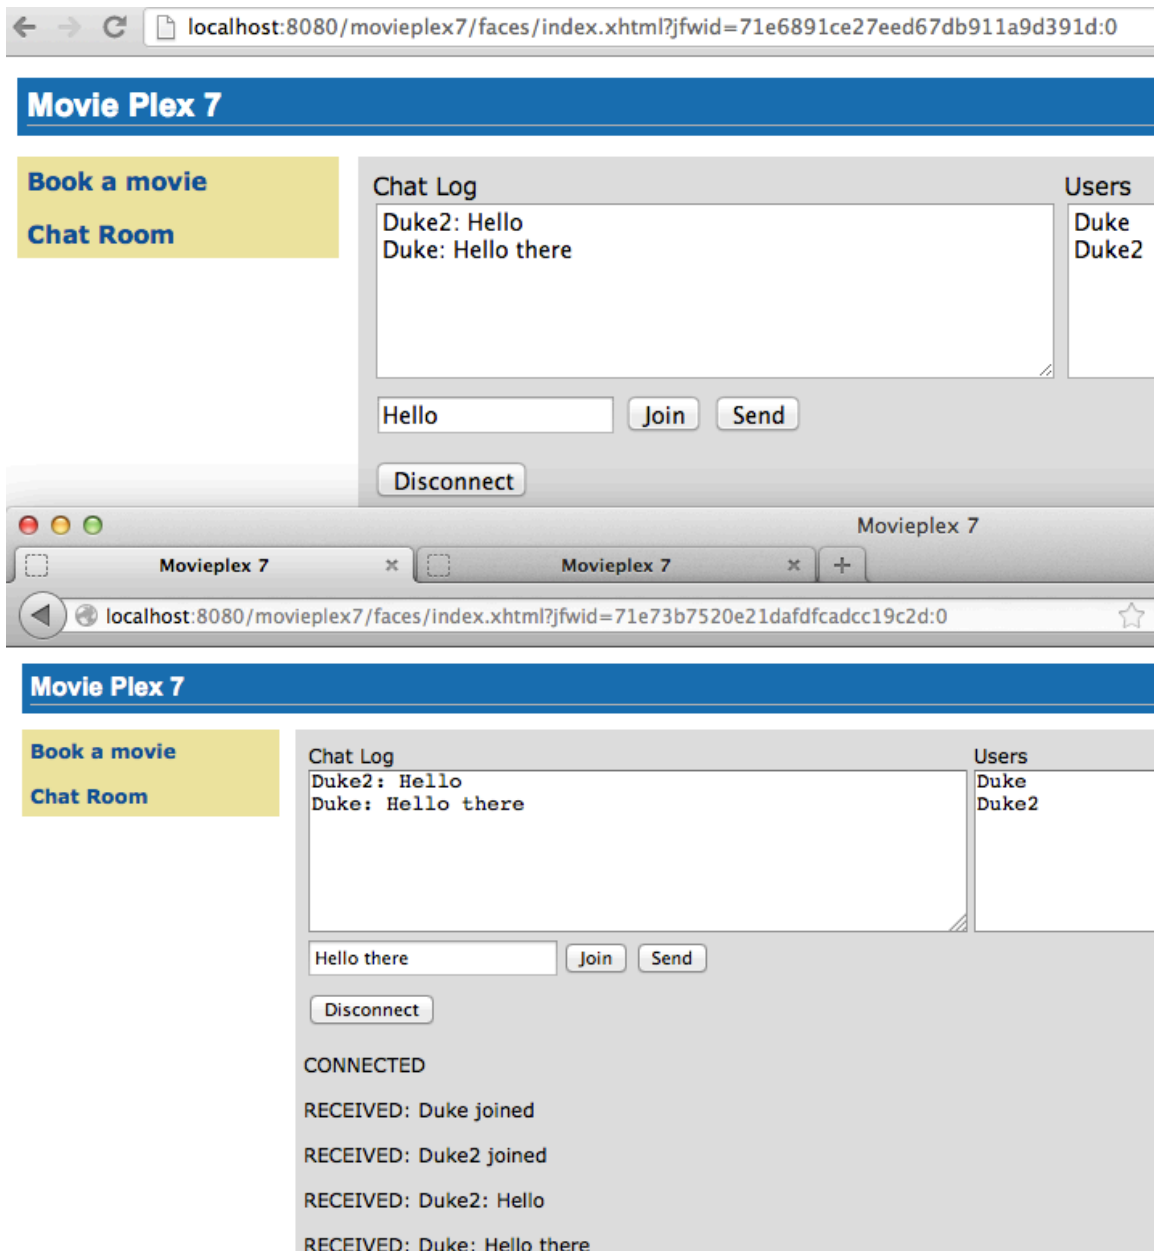 localhost:8080/movieplex7/faces/index.xhtml?jfwid=71e6891ce27eed67db911a9d391d:0
Movie Plex 7
Book a movie
Chat Room
Chat Log
Duke2: Hello
Duke: Hello there
Users
Duke
Duke2
Hello
Join
Send
Disconnect
Movieplex 7
Movieplex 7
Movieplex 7
localhost:8080/movieplex7/faces/index.xhtml?jfwid=71e73b7520e21dafdfcadcc19c2d:0
Movie Plex 7
Book a movie
Chat Room
Chat Log
Duke2: Hello
Duke: Hello there
Users
Duke
Duke2
Hello there
Join
Send
Disconnect
CONNECTED
RECEIVED: Duke joined
RECEIVED: Duke2 joined
RECEIVED: Duke2: Hello
RECEIVED: Duke: Hello there